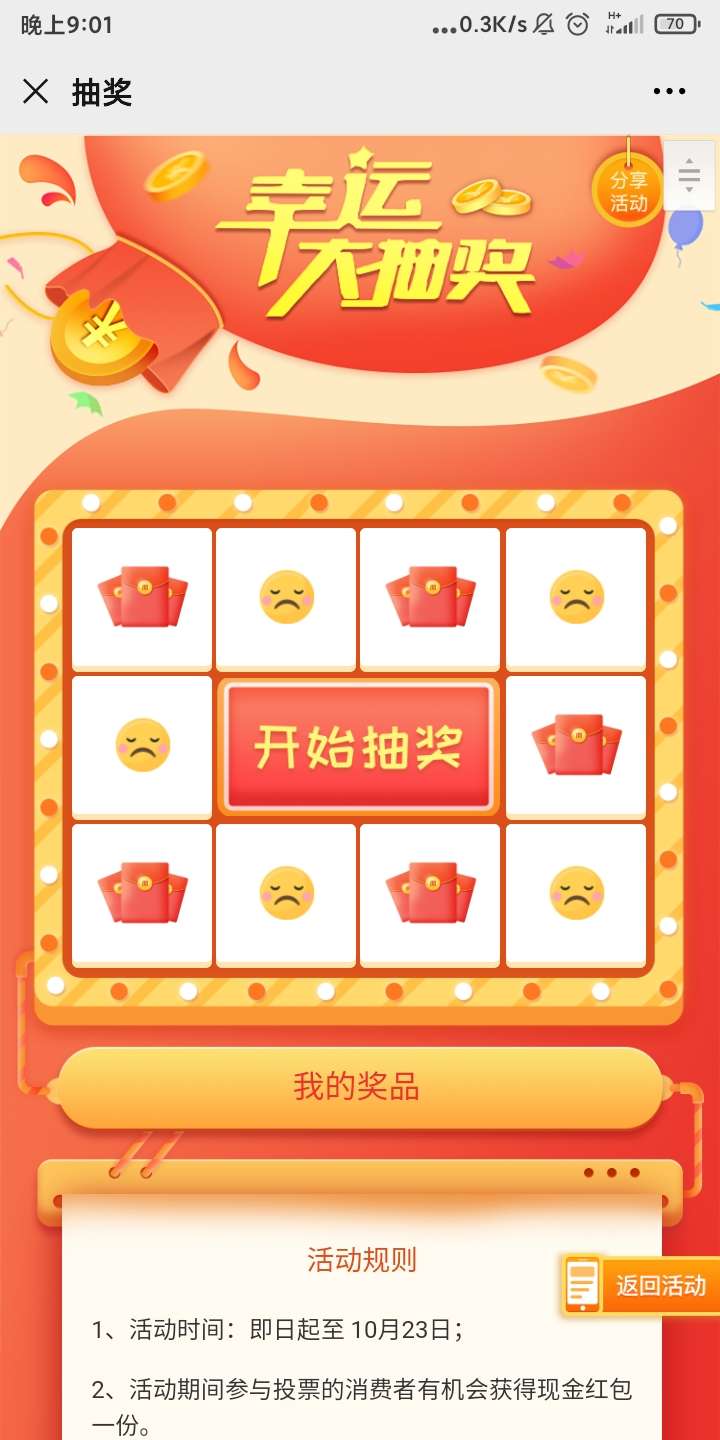 晚上9:01
...0.3K/s
H+
70
抽奖
幸运
大抽奖
分享
活动
¥
开始抽奖
我的奖品
活动规则
返回活动
1、活动时间：即日起至 10月23日；
2、活动期间参与投票的消费者有机会获得现金红包
一份。